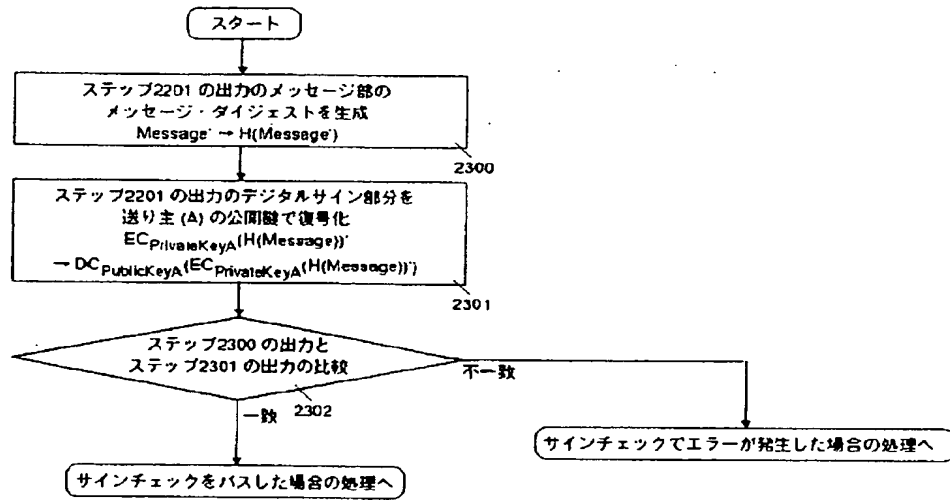 スタート
ステップ2201 の出力のメッセージ部の
メッセージ・ダイジェストを生成
Message' → H(Message')
2300
ステップ2201 の出力のデジタルサイン部分を
送り主 (A) の公開鍵で復号化
EC_PrivateKeyA(H(Message))'
→ DC_PublicKeyA(EC_PrivateKeyA(H(Message))')
2301
ステップ2300 の出力と
ステップ2301 の出力の比較
2302
不一致
一致
サインチェックでエラーが発生した場合の処理へ
サインチェックをパスした場合の処理へ